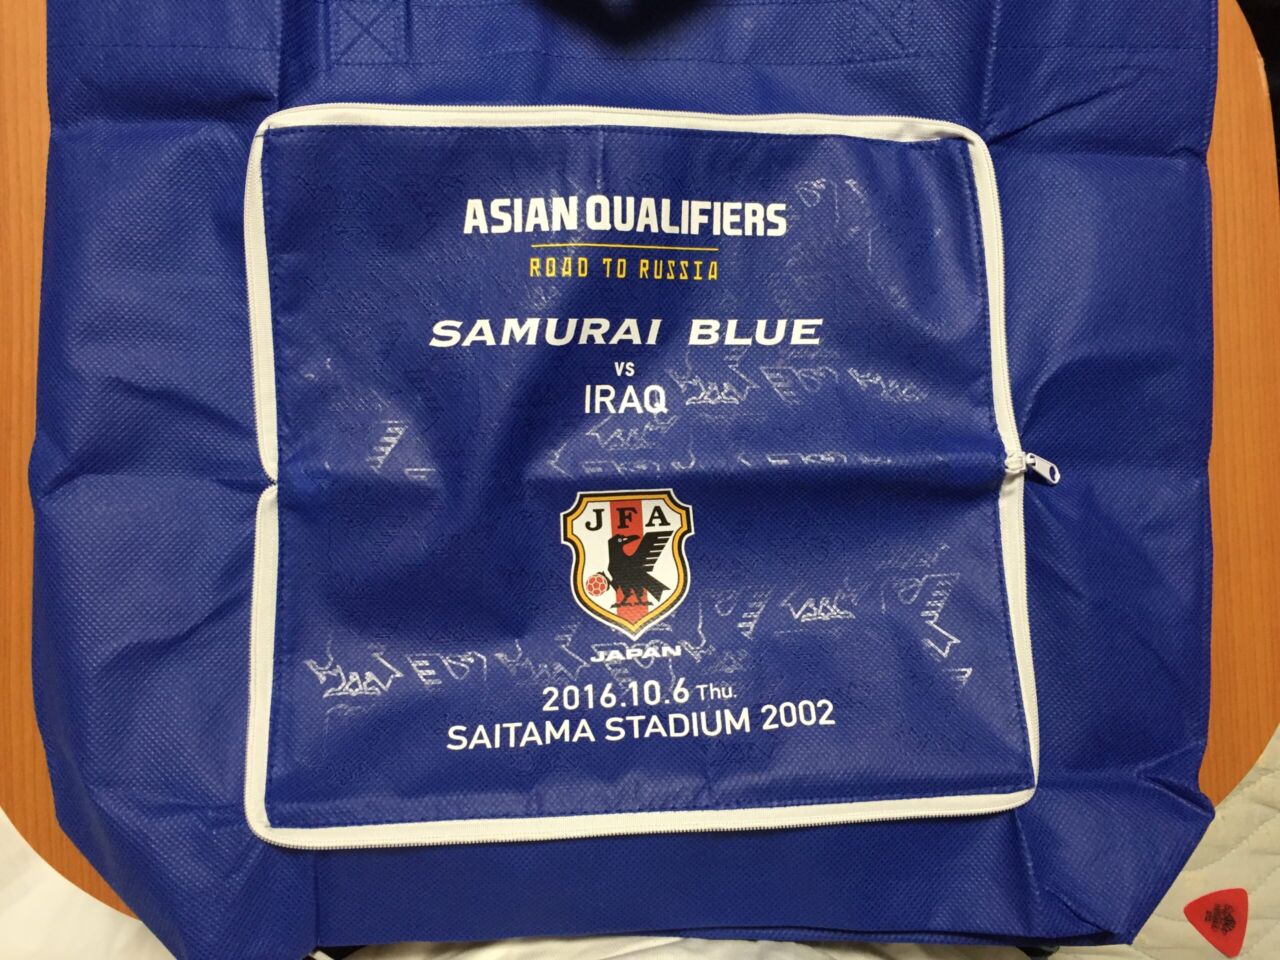 ASIAN QUALIFIERS
ROAD TO RUSSIA
SAMURAI BLUE
VS
IRAQ
JFA
JAPAN
2016.10.6 Thu.
SAITAMA STADIUM 2002